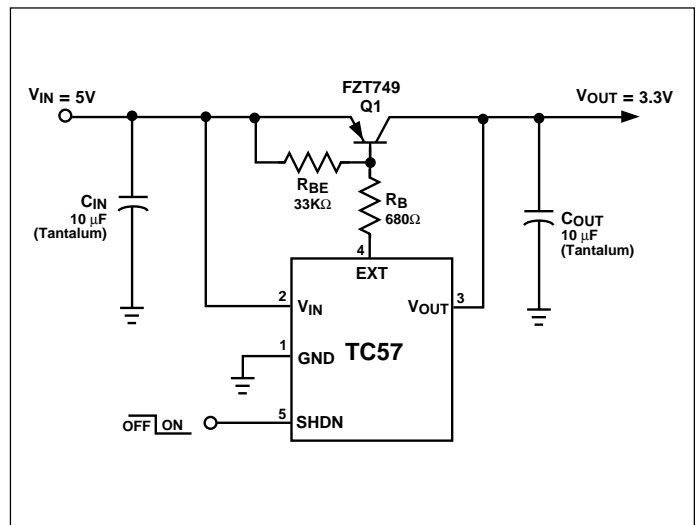 FZT749
Q1
VIN = 5V
VOUT = 3.3V
RBE
33KΩ
RB
680Ω
CIN
10 µF
(Tantalum)
COUT
10 µF
(Tantalum)
4
EXT
2
VIN
VOUT
3
1
GND
TC57
OFF ON
5
SHDN